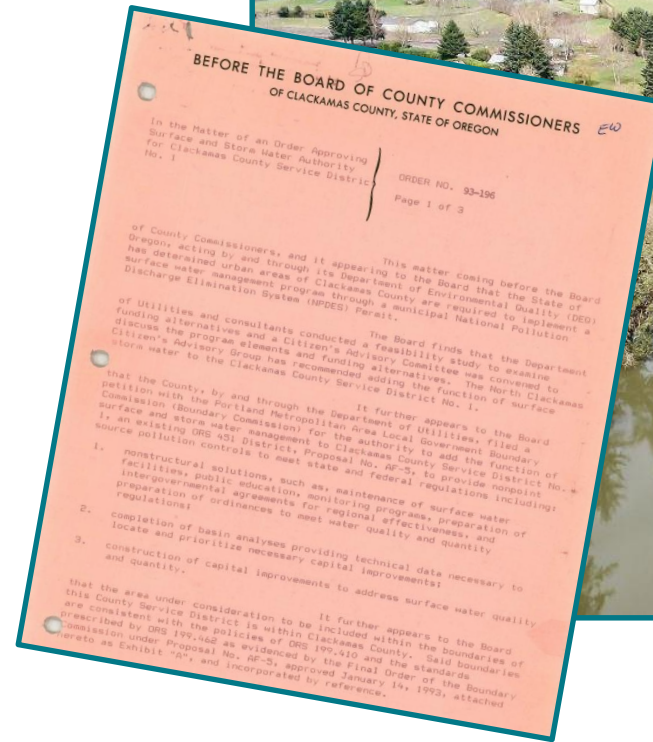 BEFORE THE BOARD OF COUNTY COMMISSIONERS
OF CLACKAMAS COUNTY, STATE OF OREGON
EW
In the Matter of an Order Approving
Surface and Storm Water Authority
for Clackamas County Service District
No. 1
ORDER NO. 93-196
Page 1 of 3
This matter coming before the Board
of County Commissioners, and it appearing to the Board that the State of
Oregon, acting by and through its Department of Environmental Quality (DEQ)
has determined urban areas of Clackamas County are required to implement a
surface water management program through a municipal National Pollution
Discharge Elimination System (NPDES) Permit.
The Board finds that the Department
of Utilities and consultants conducted a feasibility study to examine
funding alternatives and a Citizen's Advisory Committee was convened to
discuss the program elements and funding alternatives. The North Clackamas
Citizen's Advisory Group has recommended adding the function of surface
storm water to the Clackamas County Service District No. 1.
It further appears to the Board
that the County, by and through the Department of Utilities, filed a
petition with the Portland Metropolitan Area Local Government Boundary
Commission (Boundary Commission) for the authority to add the function of
surface and storm water management to Clackamas County Service District No.
1, an existing ORS 451 District, Proposal No. AF-5, to provide nonpoint
source pollution controls to meet state and federal regulations including:
1. nonstructural solutions, such as, maintenance of surface water
facilities, public education, monitoring programs, preparation of
intergovernmental agreements for regional effectiveness, and
preparation of ordinances to meet water quality and quantity
regulations;
2. completion of basin analyses providing technical data necessary to
locate and prioritize necessary capital improvements;
3. construction of capital improvements to address surface water quality
and quantity.
It further appears to the Board
that the area under consideration to be included within the boundaries of
this County Service District is within Clackamas County. Said boundaries
are consistent with the policies of ORS 199.410 and the standards
prescribed by ORS 199.462 as evidenced by the Final Order of the Boundary
Commission under Proposal No. AF-5, approved January 14, 1993, attached
hereto as Exhibit "A", and incorporated by reference.